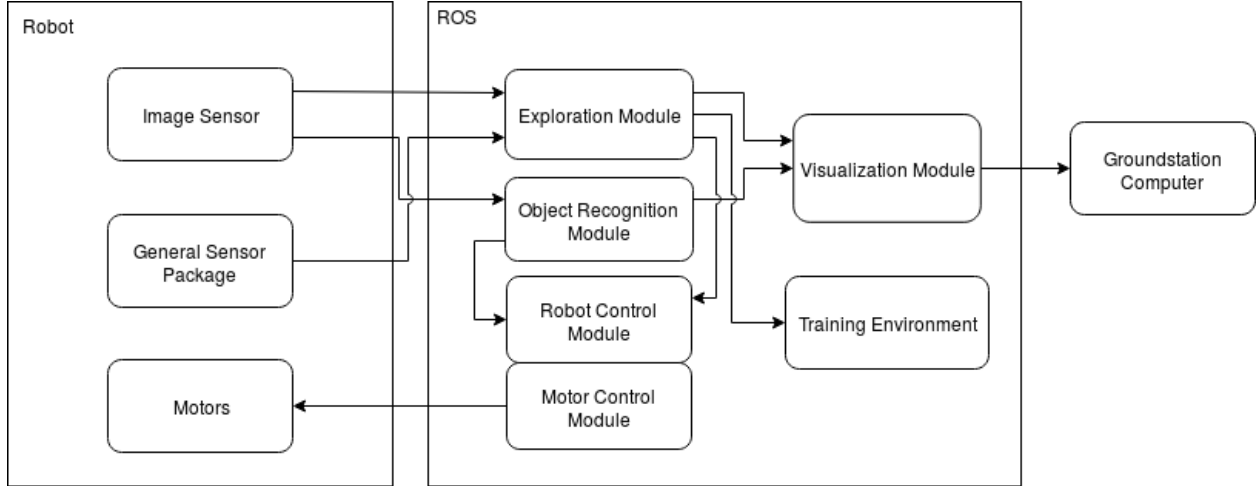 Robot
ROS
Image Sensor
General Sensor
Package
Motors
Exploration Module
Object Recognition
Module
Robot Control
Module
Motor Control
Module
Visualization Module
Training Environment
Groundstation
Computer